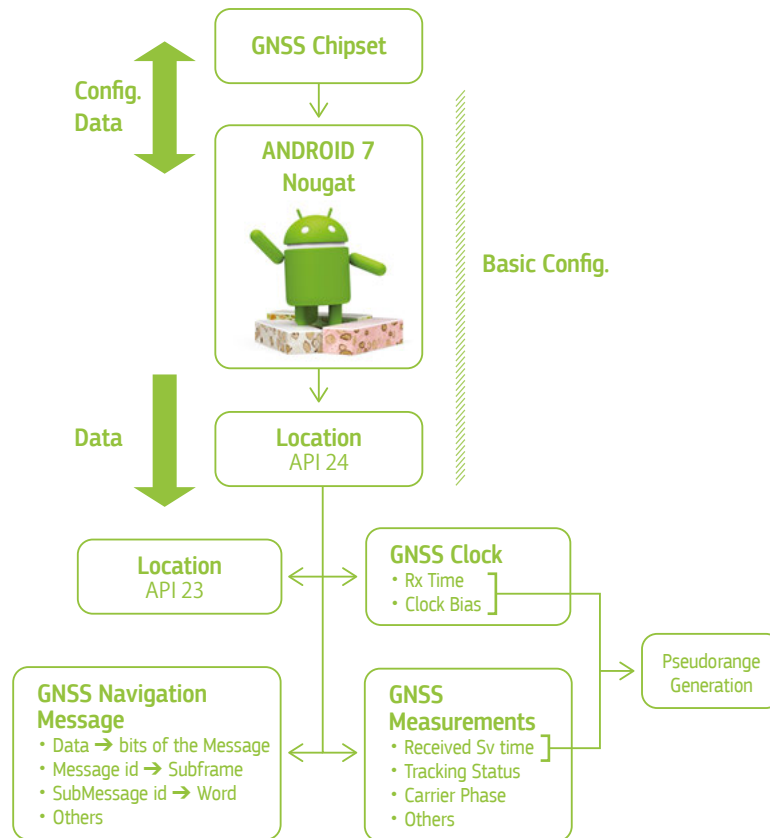 GNSS Chipset
Config.
Data
ANDROID 7
Nougat
Basic Config.
Data
Location
API 24
Location
API 23
GNSS Clock
• Rx Time
• Clock Bias
Pseudorange
Generation
GNSS Navigation
Message
• Data → bits of the Message
• Message id → Subframe
• SubMessage id → Word
• Others
GNSS
Measurements
• Received Sv time
• Tracking Status
• Carrier Phase
• Others